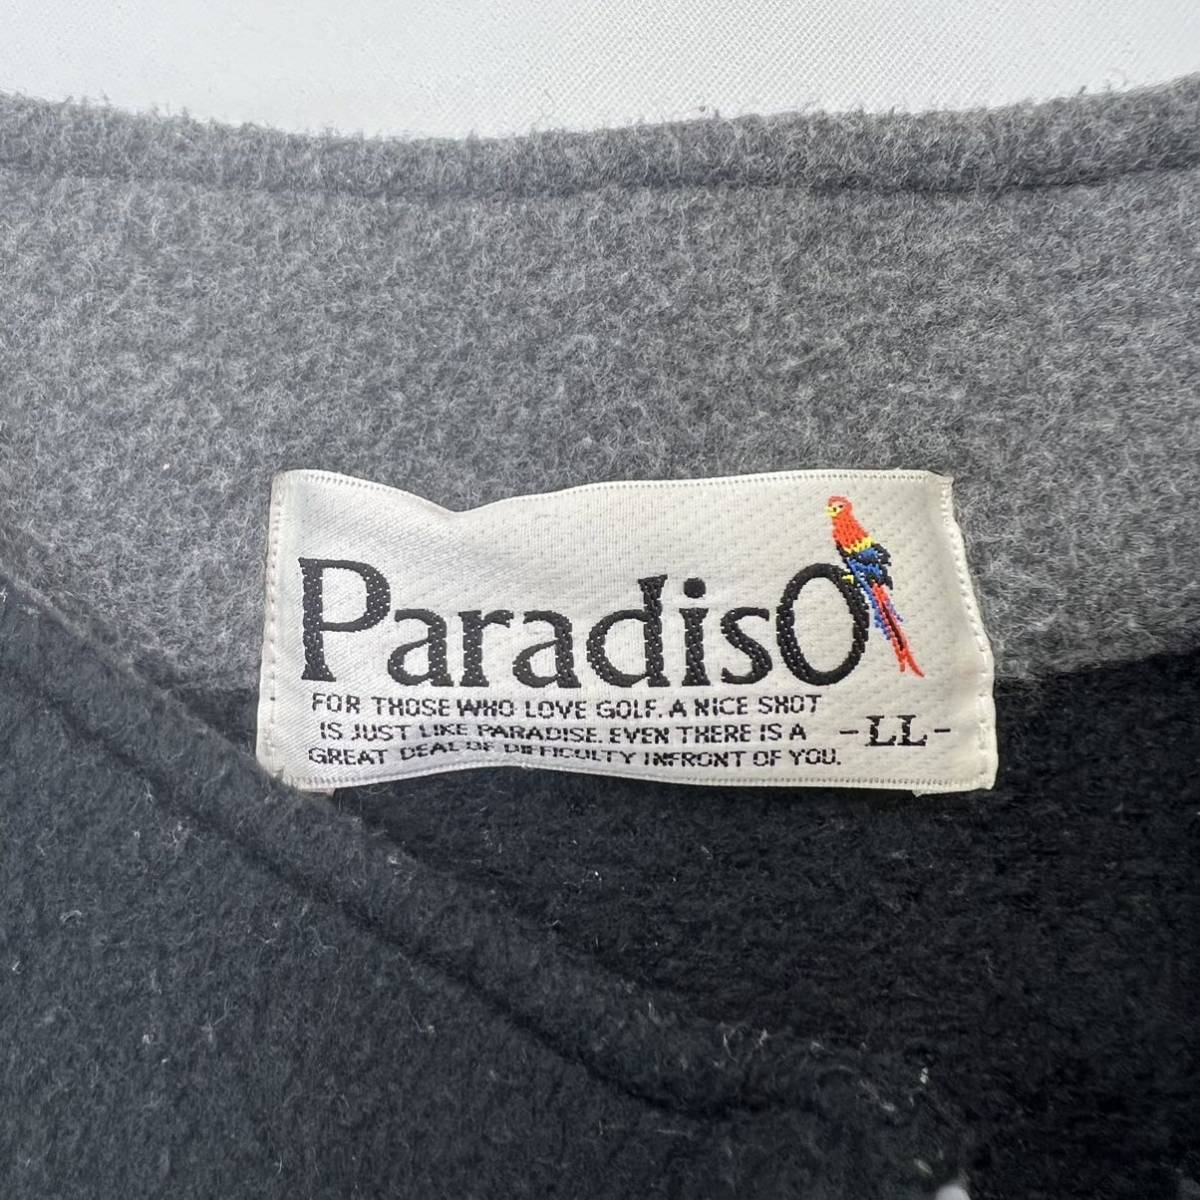 ParadisO
FOR THOSE WHO LOVE GOLF. A NICE SHOT
IS JUST LIKE PARADISE. EVEN THERE IS A
GREAT DEAL OF DIFFICULTY INFRONT OF YOU.
-LL-